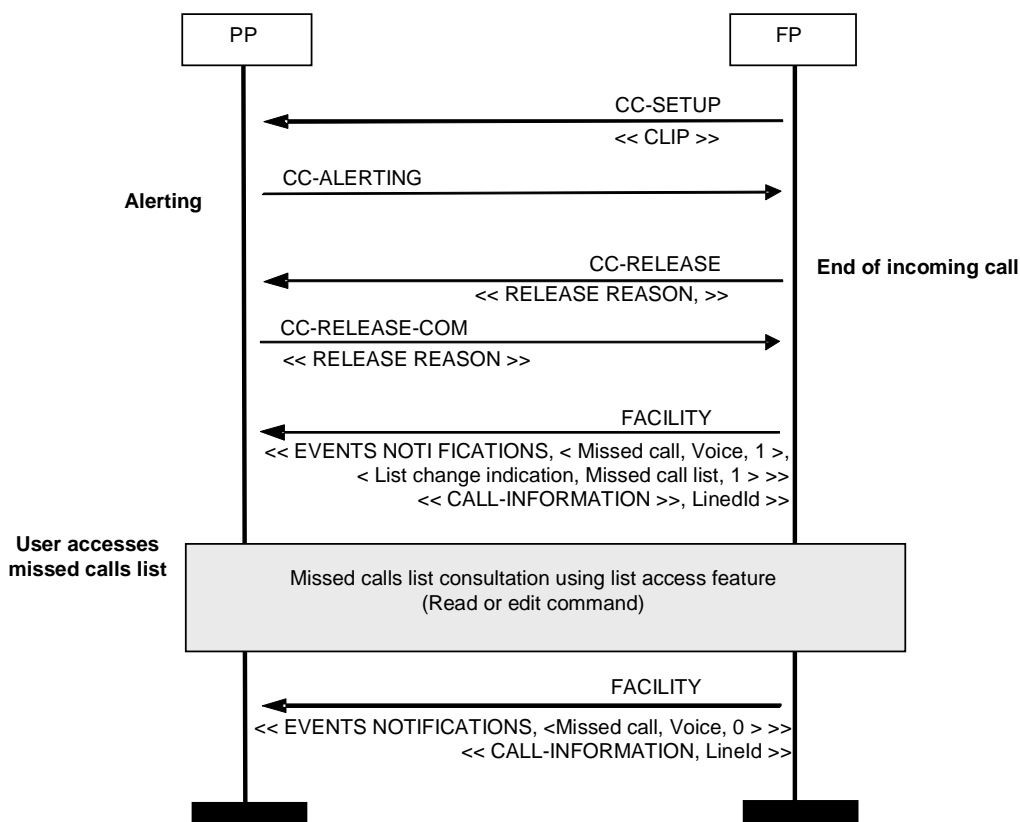 PP
FP
CC-SETUP
<< CLIP >>
CC-ALERTING
Alerting
CC-RELEASE
End of incoming call
<< RELEASE REASON, >>
CC-RELEASE-COM
<< RELEASE REASON >>
FACILITY
<< EVENTS NOTI FICATIONS, < Missed call, Voice, 1 >,
< List change indication, Missed call list, 1 > >>
<< CALL-INFORMATION >>, LinedId >>
User accesses
missed calls list
Missed calls list consultation using list access feature
(Read or edit command)
FACILITY
<< EVENTS NOTIFICATIONS, <Missed call, Voice, 0 > >>
<< CALL-INFORMATION, LineId >>